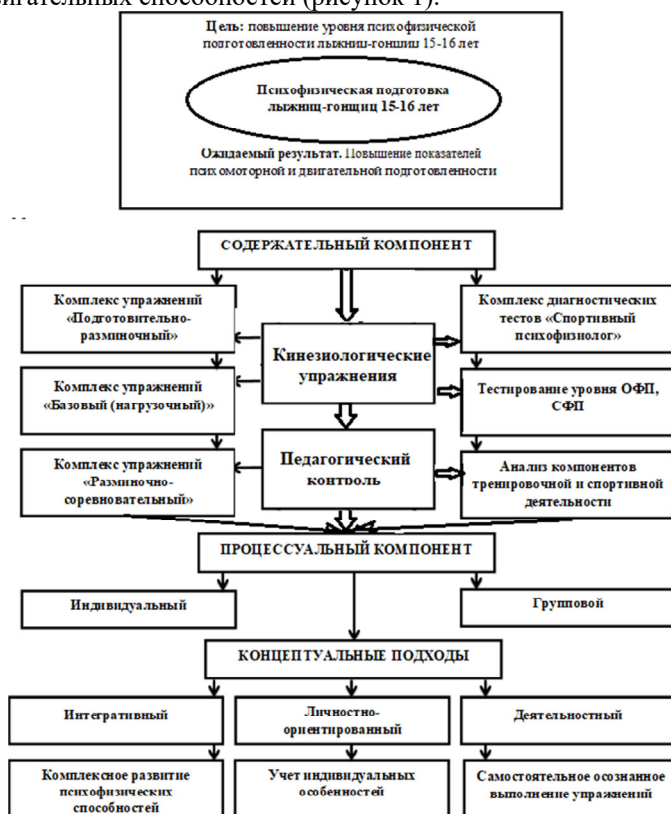 вигательных способностей (рисунок 1).
Цель: повышение уровня психофизической
подготовленности лыжниц-гонщиц 15-16 лет
Психофизическая подготовка
лыжниц-гонщиц 15-16 лет
Ожидаемый результат. Повышение показателей
психомоторной и двигательной подготовленности
СОДЕРЖАТЕЛЬНЫЙ КОМПОНЕНТ
Комплекс упражнений
«Подготовительно-
разминочный»
Кинезиологические
упражнения
Комплекс диагностических
тестов «Спортивный
психофизиолог»
Комплекс упражнений
«Базовый (нагрузочный)»
Тестирование уровня ОФП,
СФП
Комплекс упражнений
«Разминочно-
соревновательный»
Педагогический
контроль
Анализ компонентов
тренировочной и спортивной
деятельности
ПРОЦЕССУАЛЬНЫЙ КОМПОНЕНТ
Индивидуальный
Групповой
КОНЦЕПТУАЛЬНЫЕ ПОДХОДЫ
Интегративный
Личностно-
ориентированный
Деятельностный
Комплексное развитие
психофизических
способностей
Учет индивидуальных
особенностей
Самостоятельное осознанное
выполнение упражнений